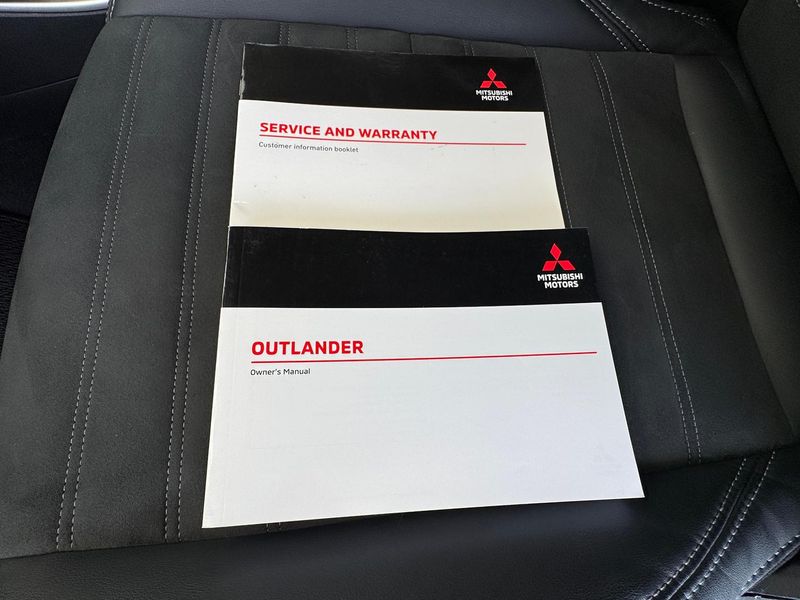 MITSUBISHI
MOTORS
SERVICE AND WARRANTY
Customer information booklet
MITSUBISHI
MOTORS
OUTLANDER
Owner's Manual